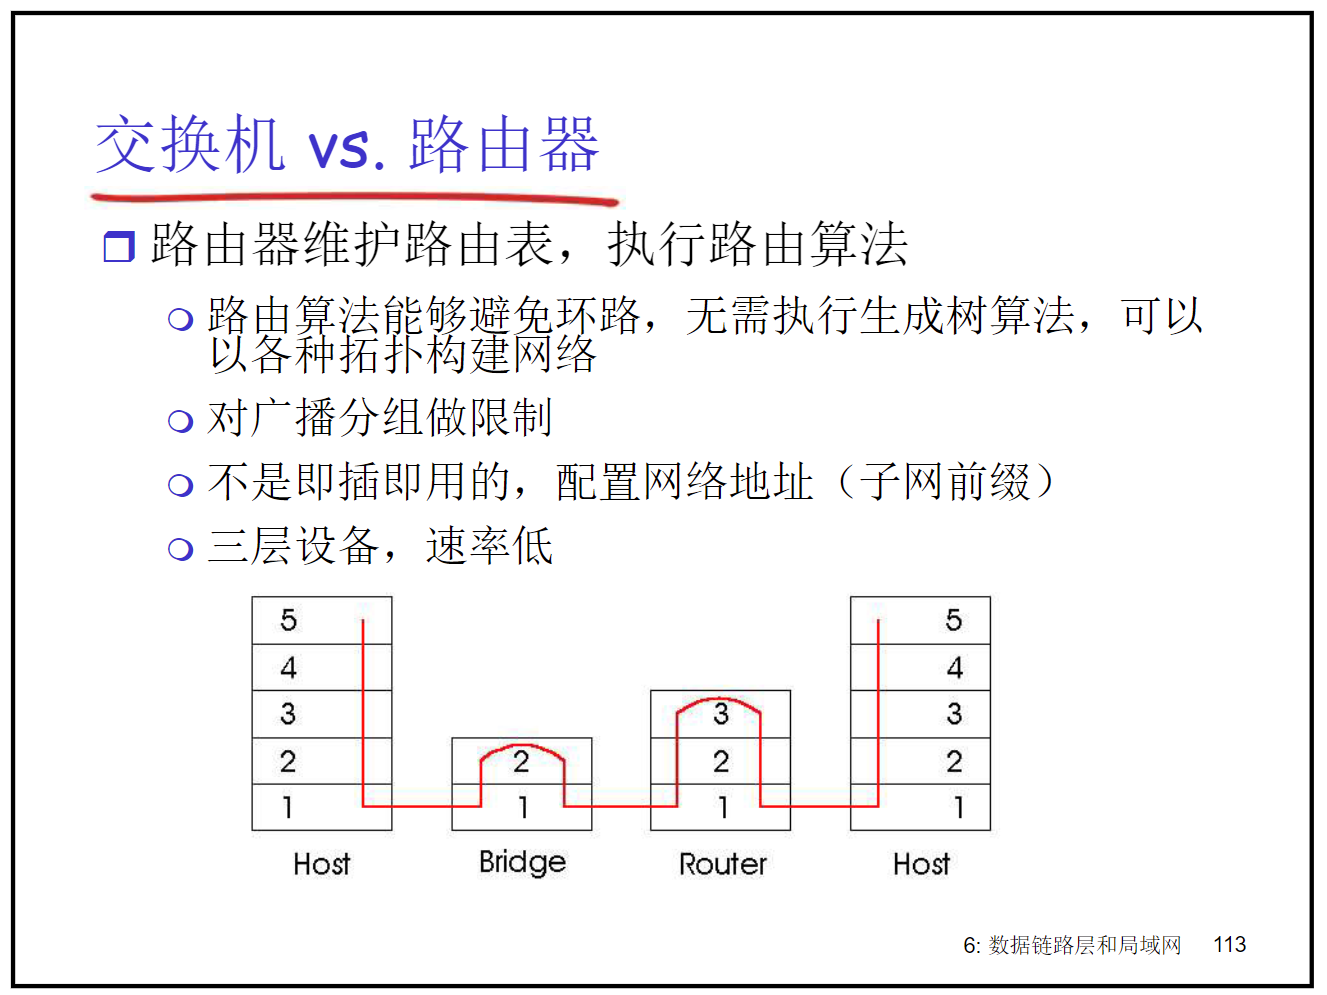 交换机 vs. 路由器
路由器维护路由表，执行路由算法
路由算法能够避免环路，无需执行生成树算法，可以
以各种拓扑构建网络
对广播分组做限制
不是即插即用的，配置网络地址（子网前缀）
三层设备，速率低
5
4
3
2
1
Host
2
1
Bridge
3
2
1
Router
5
4
3
2
1
Host
6: 数据链路层和局域网 113